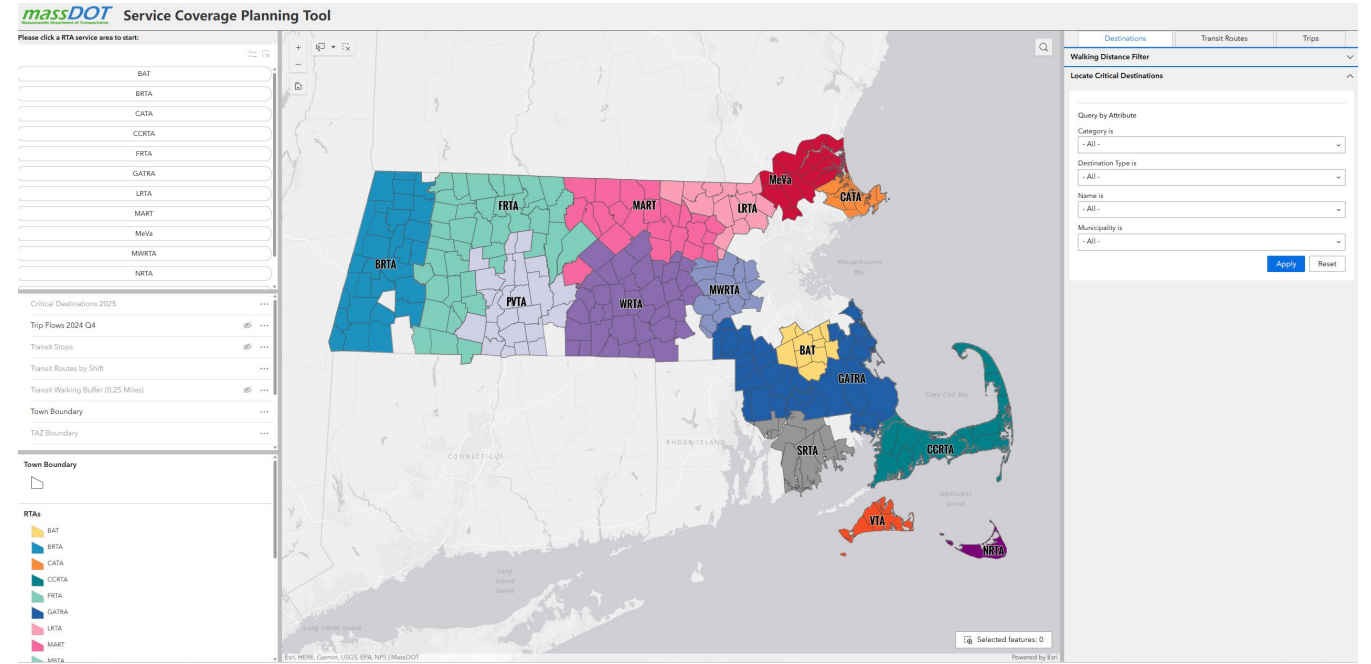 massDOT
Massachusetts Department of Transportation
Service Coverage Planning Tool
Please click a RTA service area to start:
BAT
BRTA
CATA
CCRTA
FRTA
GATRA
LRTA
MART
MeVa
MWRTA
NRTA
Critical Destinations 2025
Trip Flows 2024 Q4
Transit Stops
Transit Routes by Shift
Transit Walking Buffer (0.25 Miles)
Town Boundary
TAZ Boundary
Town Boundary
RTAs
BAT
BRTA
CATA
CCRTA
FRTA
GATRA
LRTA
MART
MBTA
MeVa
CATA
FRTA
MART
LRTA
BRTA
Massachusetts
Bay
PVTA
WRTA
MWRTA
BAT
GATRA
Cape Cod Bay
RHODE ISLAND
CONNECTICUT
SRTA
CCRTA
Nantucket
Sound
VTA
NRTA
Long
Island
Sound
Long Island Sound
Selected features: 0
Esri, HERE, Garmin, USGS, EPA, NPS | MassDOT
Powered by Esri
Destinations
Transit Routes
Trips
Walking Distance Filter
Locate Critical Destinations
Query by Attribute
Category is
- All -
Destination Type is
- All -
Name is
- All -
Municipality is
- All -
Apply
Reset